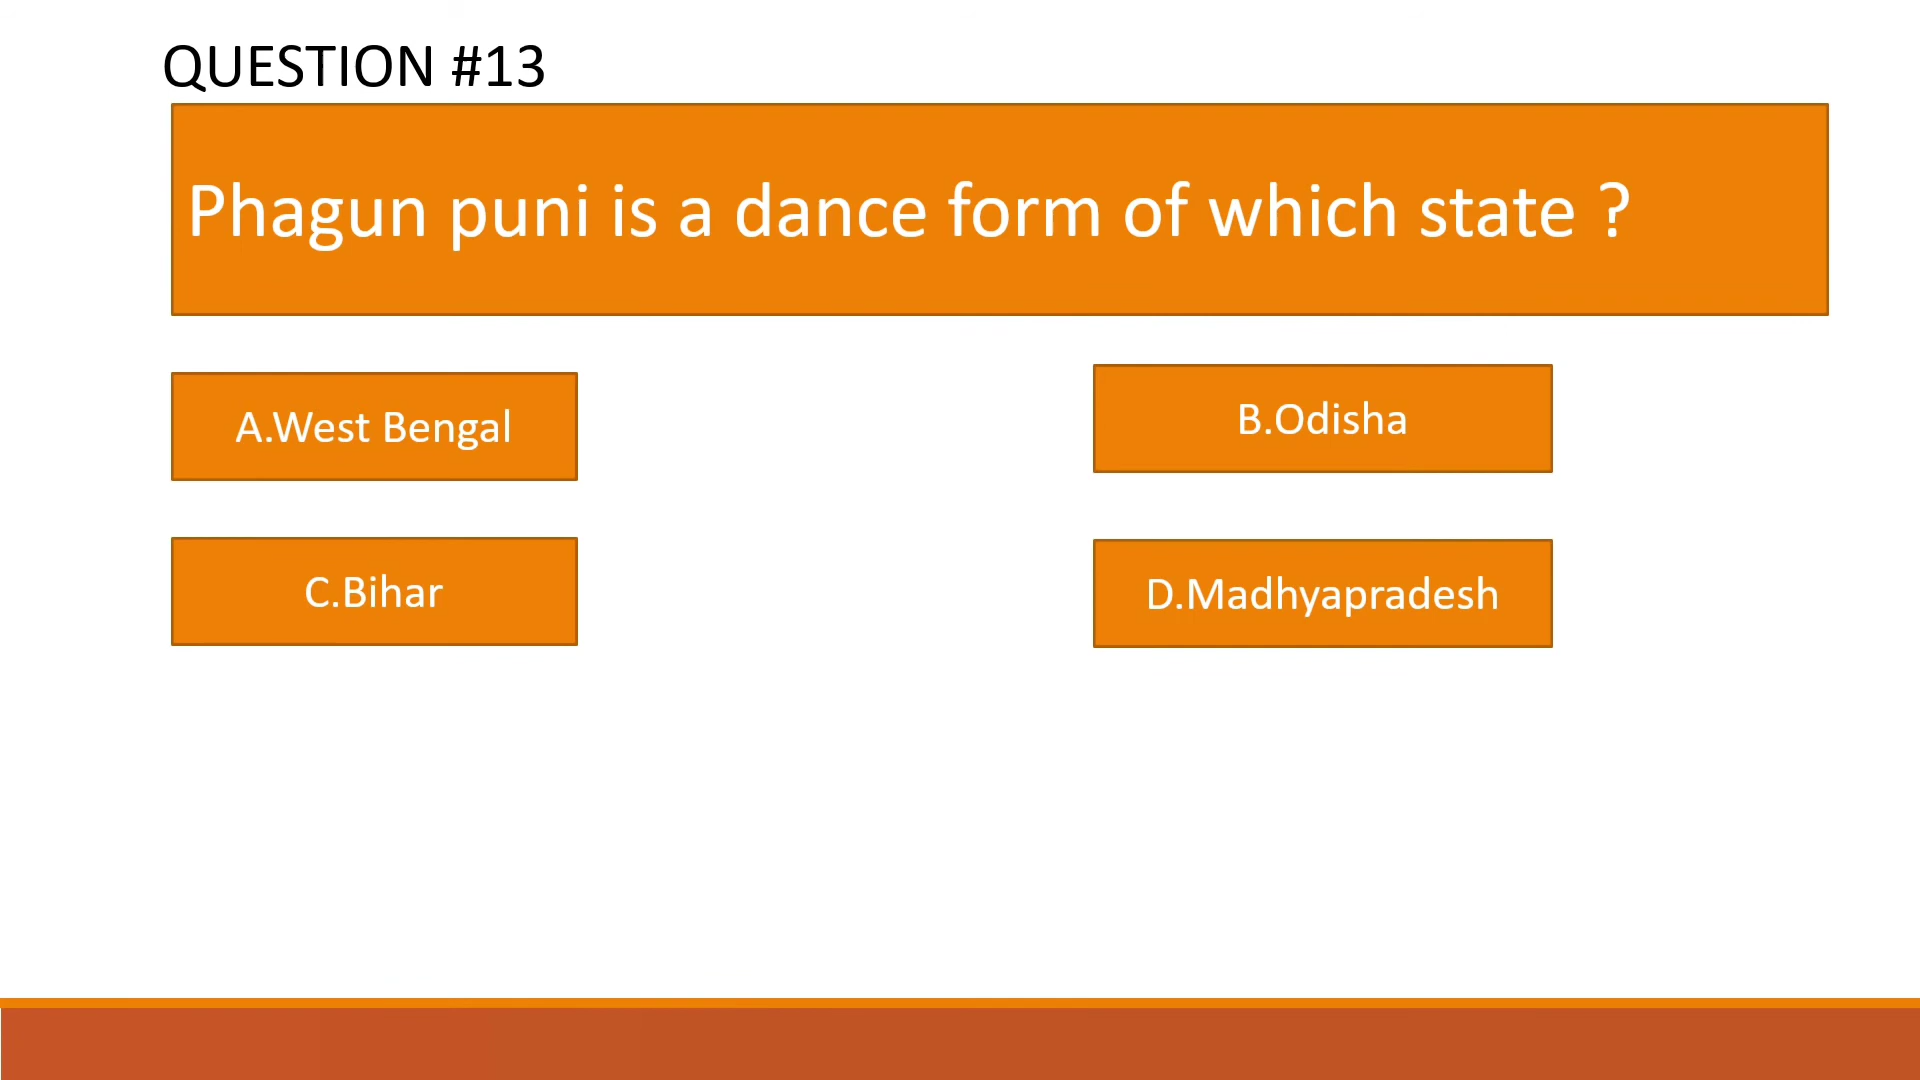 QUESTION #13
Phagun puni is a dance form of which state ?
A.West Bengal
B.Odisha
C.Bihar
D.Madhyapradesh